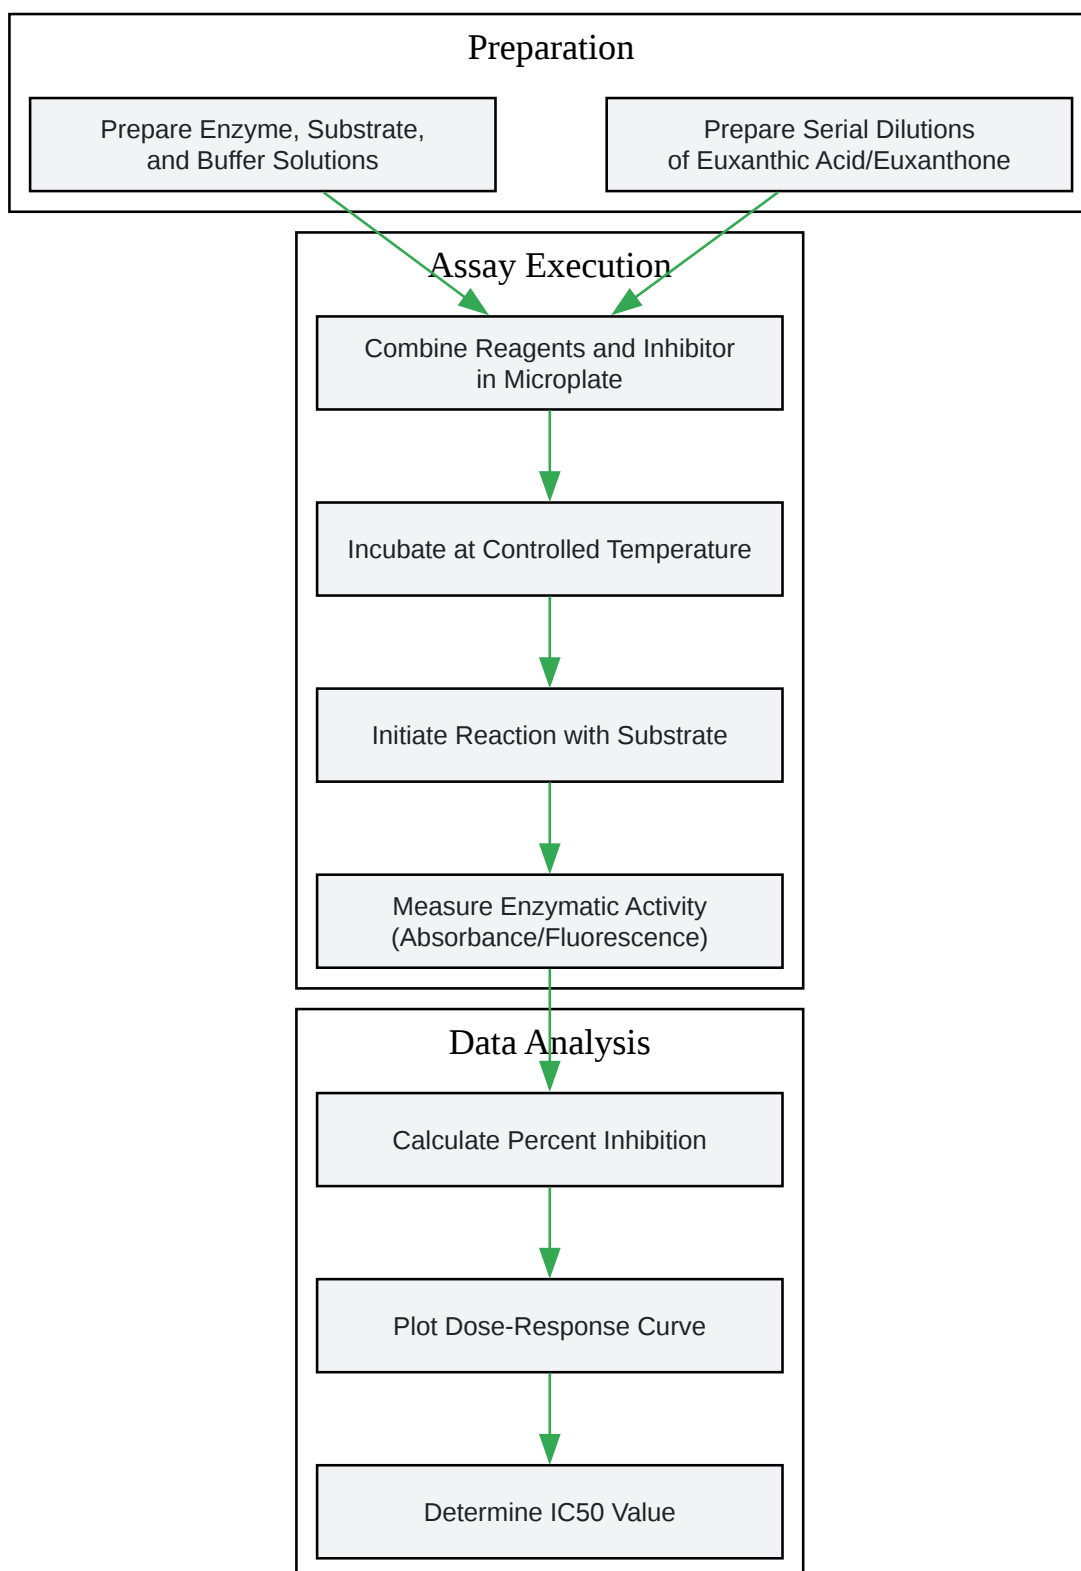 Preparation
Prepare Enzyme, Substrate,
and Buffer Solutions
Prepare Serial Dilutions
of Euxanthic Acid/Euxanthone
Assay Execution
Combine Reagents and Inhibitor
in Microplate
Incubate at Controlled Temperature
Initiate Reaction with Substrate
Measure Enzymatic Activity
(Absorbance/Fluorescence)
Data Analysis
Calculate Percent Inhibition
Plot Dose-Response Curve
Determine IC50 Value